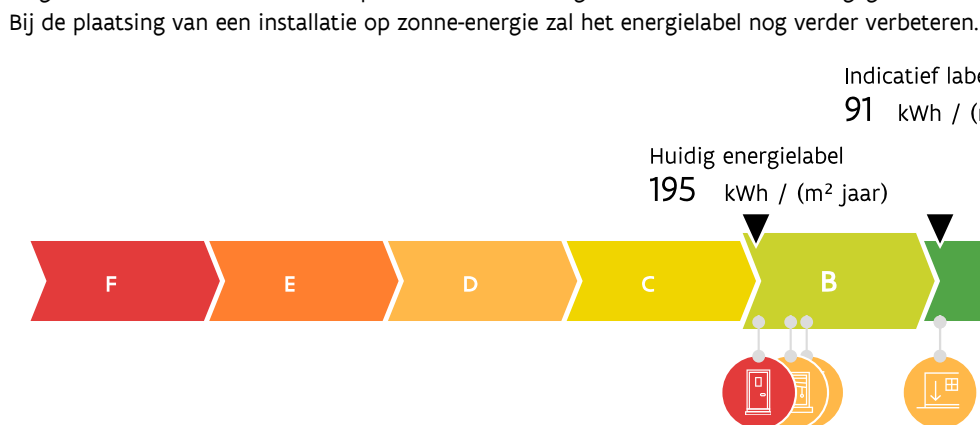 Bij de plaatsing van een installatie op zonne-energie zal het energielabel nog verder verbeteren.
Indicatief
91 kWh /
Huidig energielabel
195 kWh / (m² jaar)
F E D C B